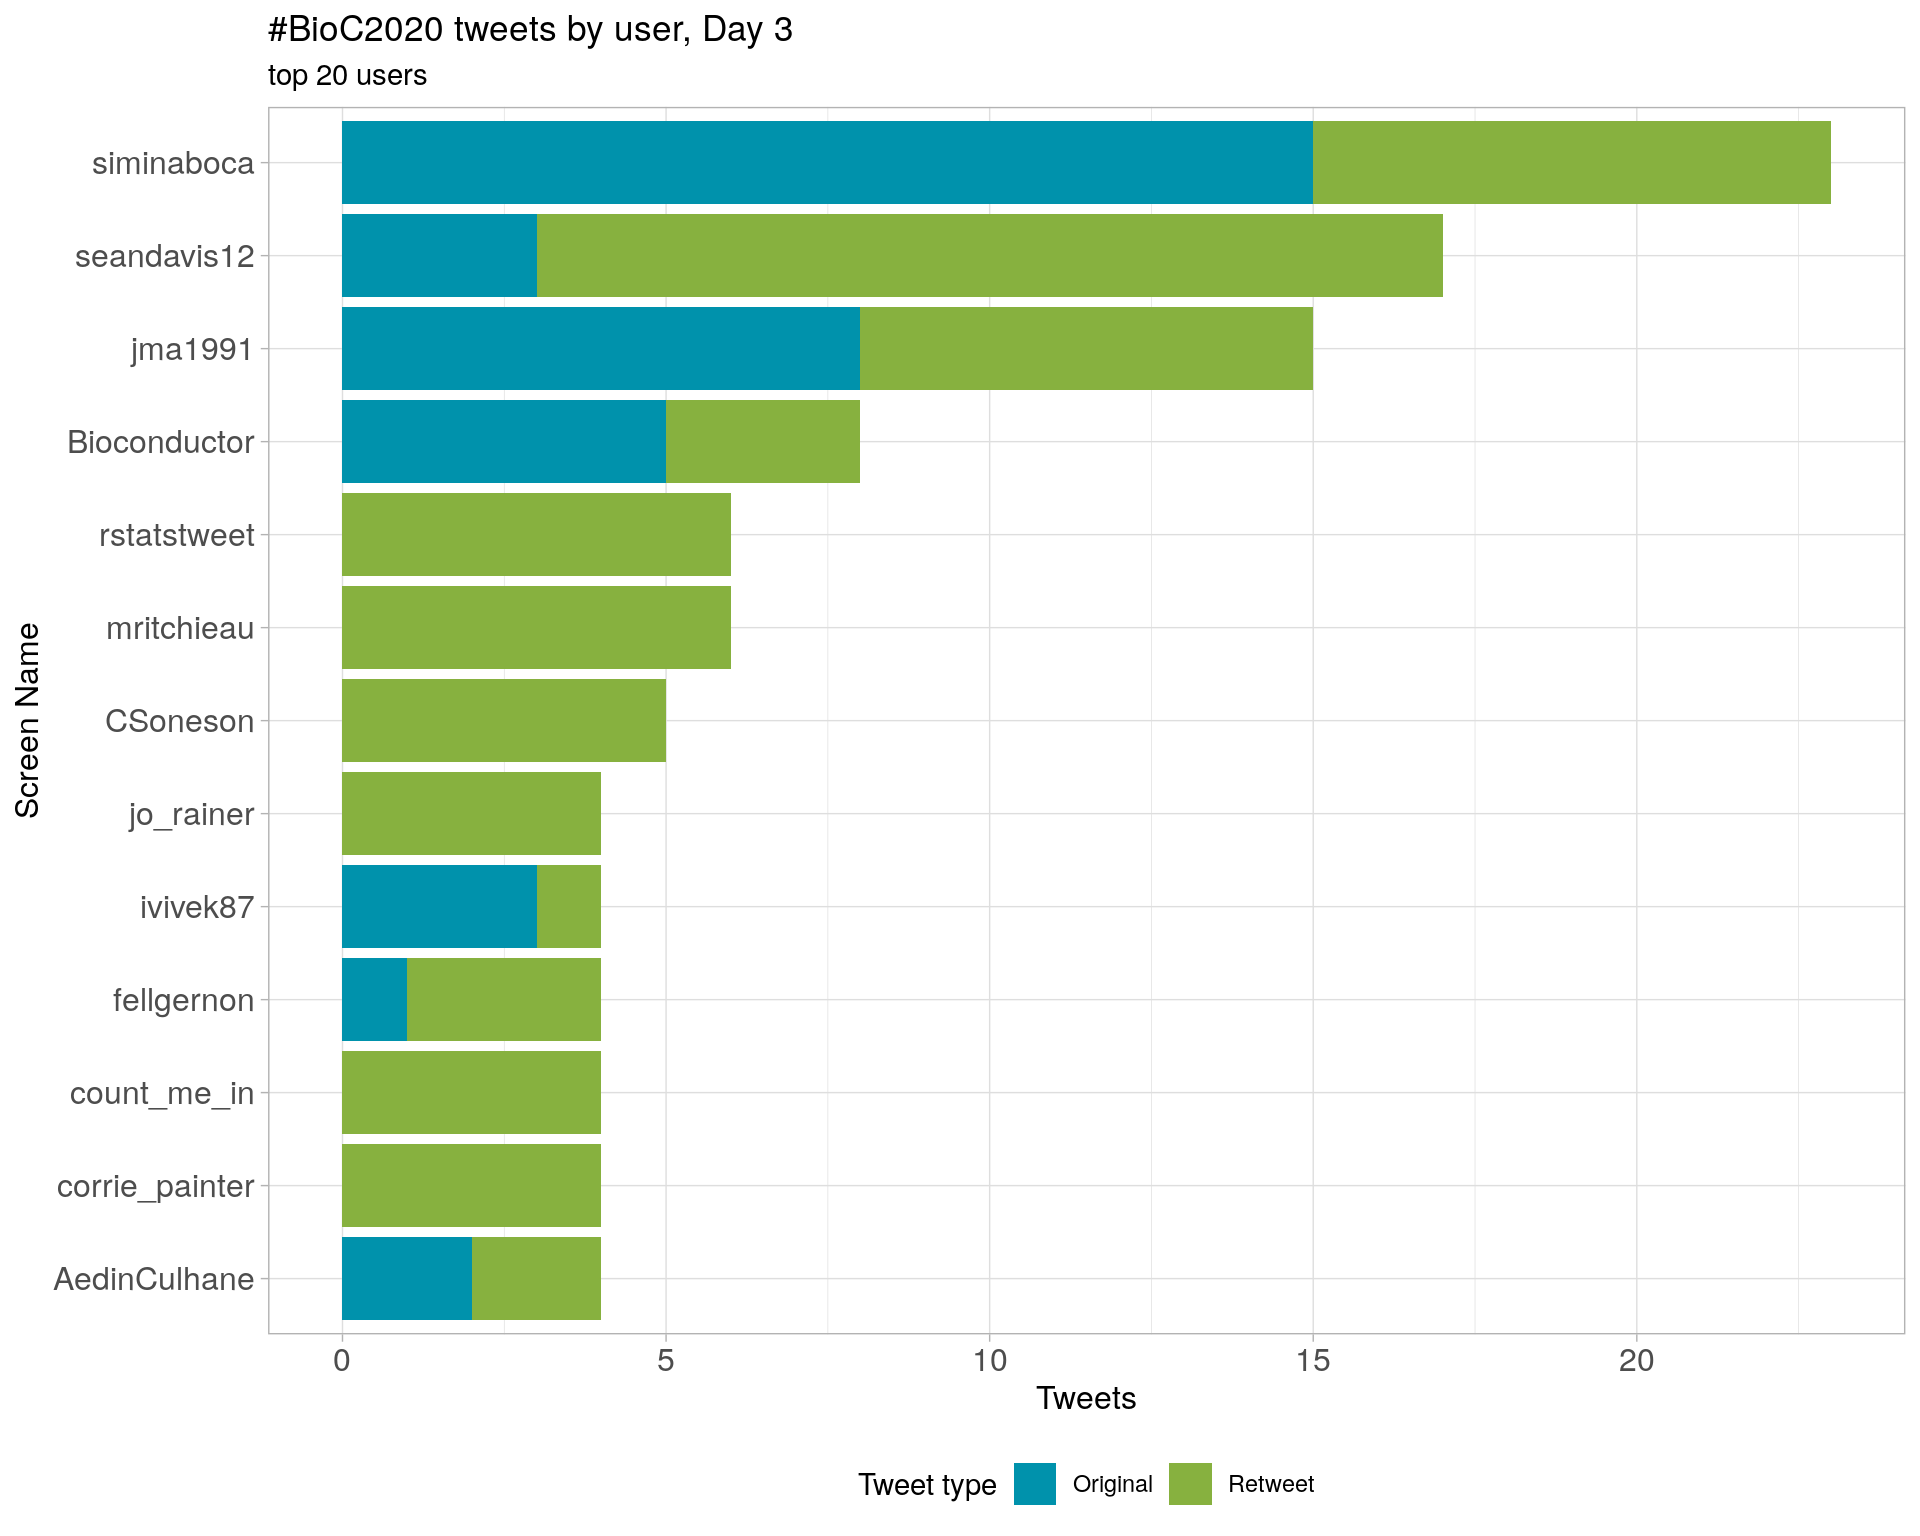 #BioC2020 tweets by user, Day 3
top 20 users
siminaboca
seandavis12
jma1991
Bioconductor
rstatstweet
mritchieau
CSoneson
jo_rainer
ivivek87
fellgernon
count_me_in
corrie_painter
AedinCulhane
Screen Name
0 5 10 15 20
Tweets
Tweet type Original Retweet